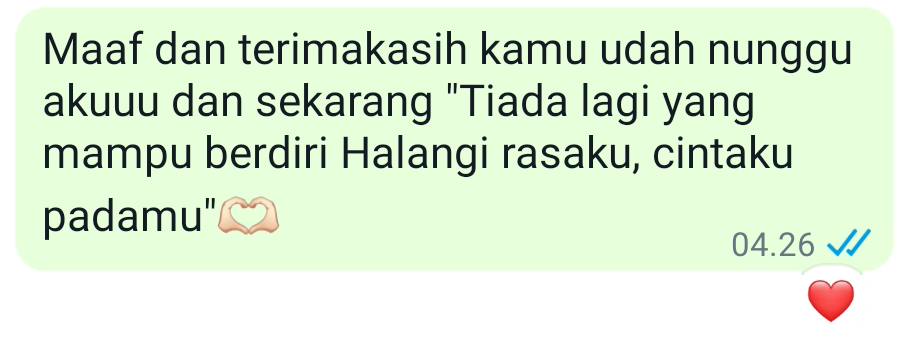 Maaf dan terimakasih kamu udah nunggu
akuuu dan sekarang "Tiada lagi yang
mampu berdiri Halangi rasaku, cintaku
padamu"🫶🏻
04.26